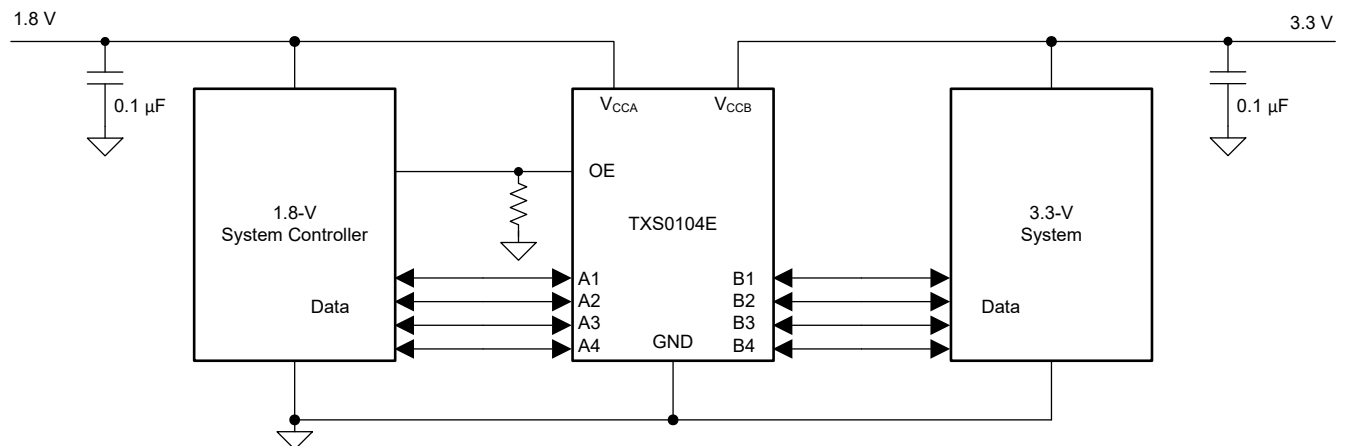 1.8 V
3.3 V
0.1 µF
0.1 µF
VCCA
VCCB
OE
1.8-V
System Controller
TXS0104E
3.3-V
System
Data
A1
A2
A3
A4
GND
B1
B2
B3
B4
Data